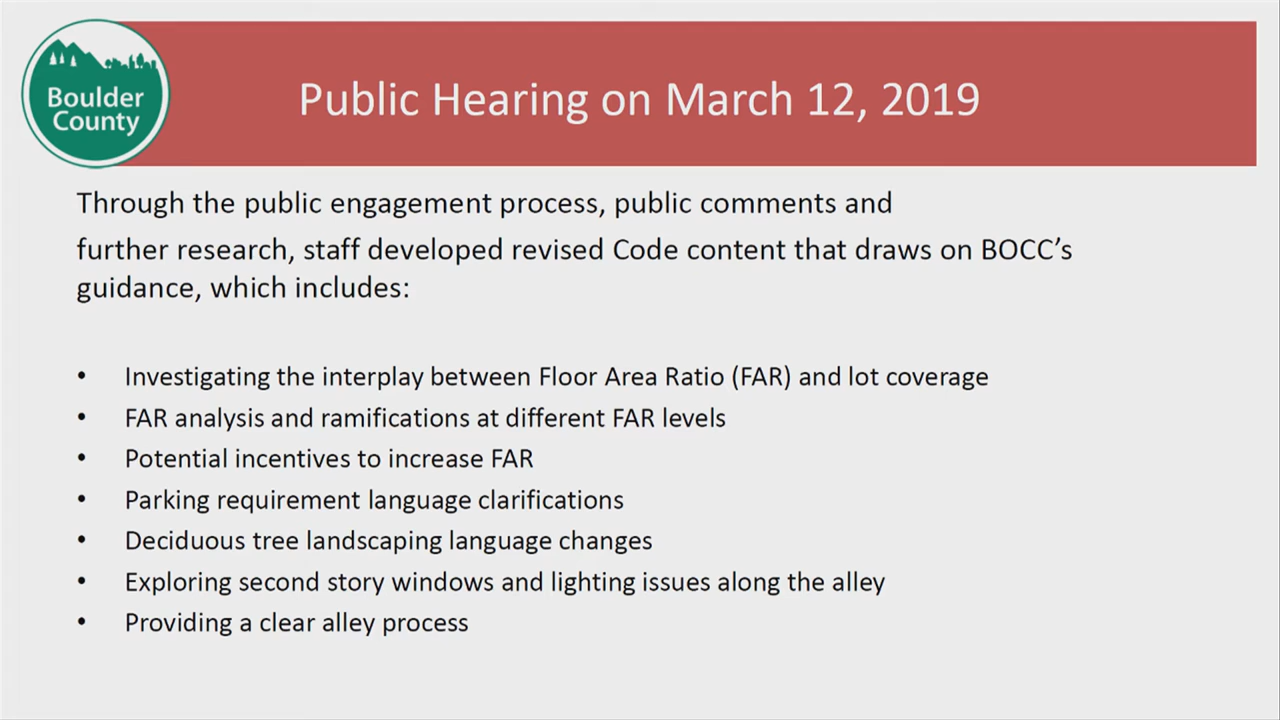 Boulder
County
Public Hearing on March 12, 2019
Through the public engagement process, public comments and
further research, staff developed revised Code content that draws on BOCC’s
guidance, which includes:
• Investigating the interplay between Floor Area Ratio (FAR) and lot coverage
• FAR analysis and ramifications at different FAR levels
• Potential incentives to increase FAR
• Parking requirement language clarifications
• Deciduous tree landscaping language changes
• Exploring second story windows and lighting issues along the alley
• Providing a clear alley process